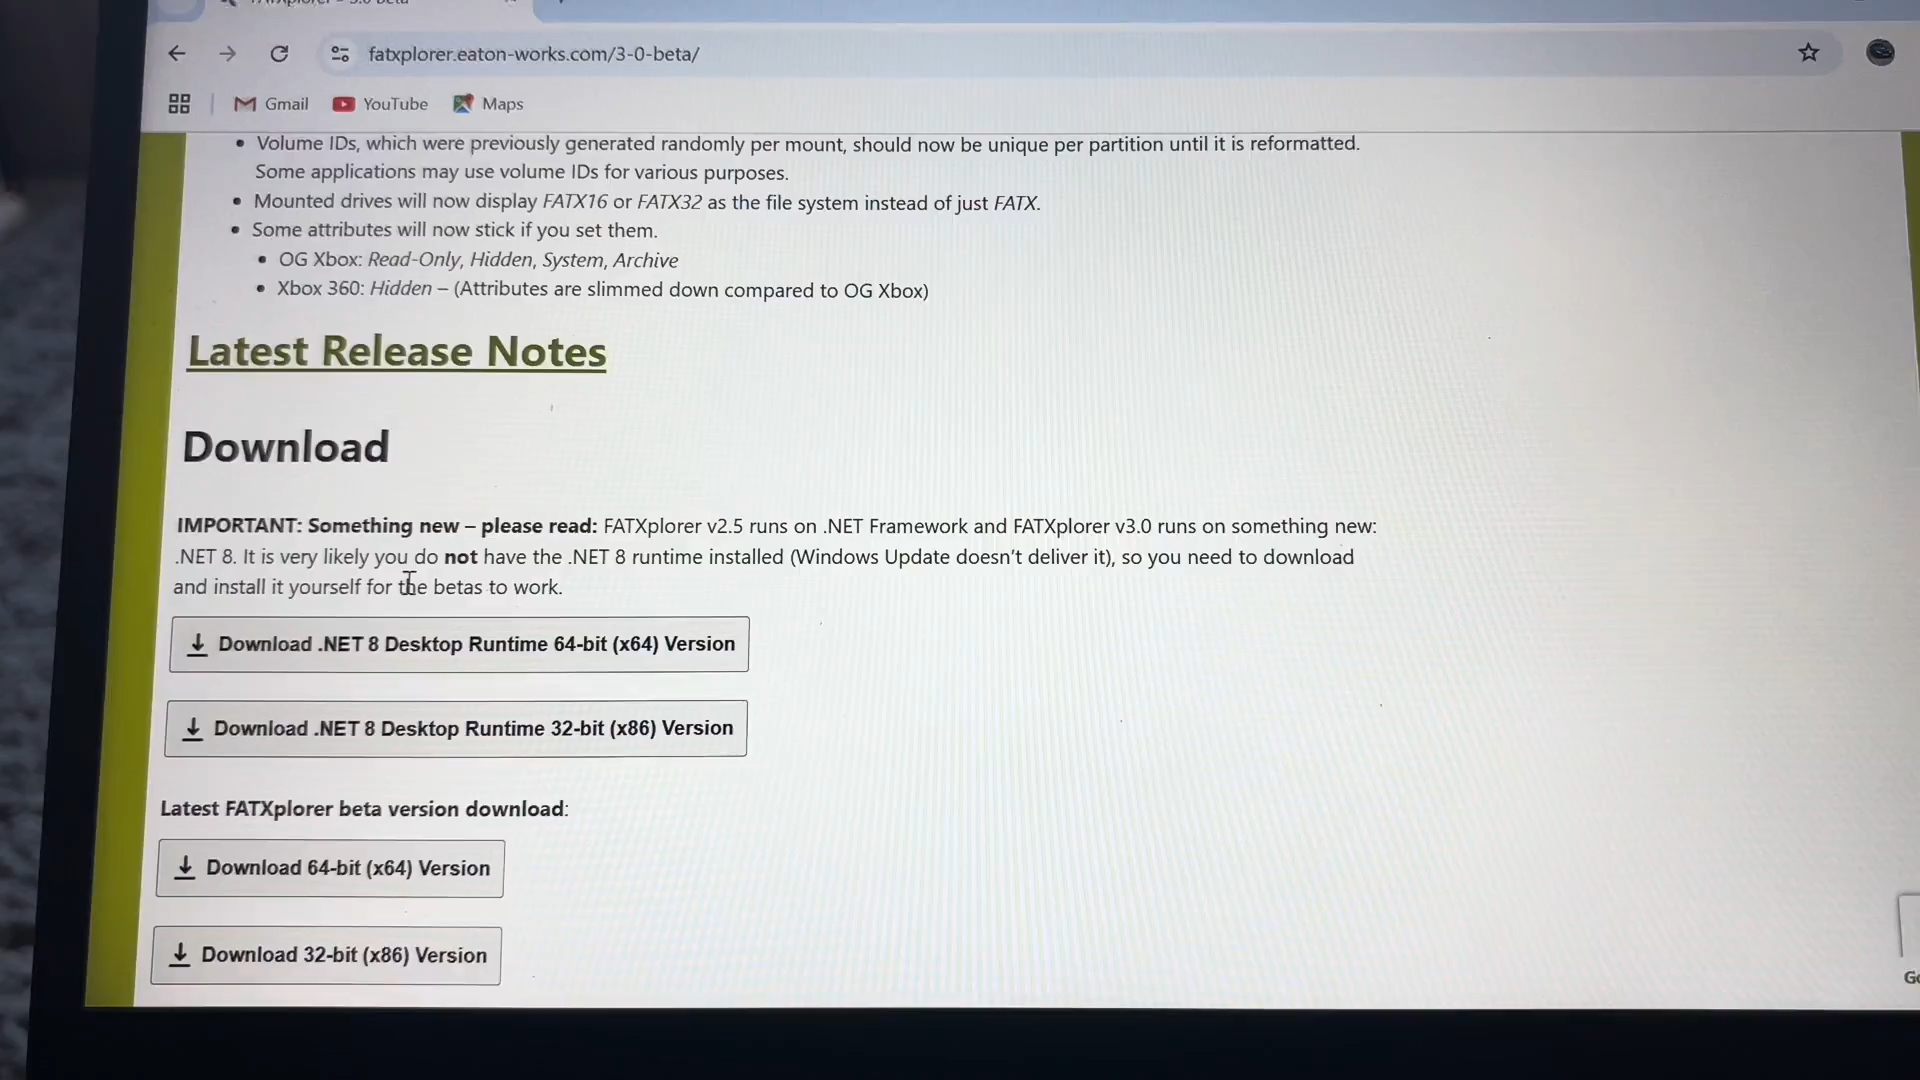 fatxplorer.eaton-works.com/3-0-beta/
Gmail YouTube Maps
• Volume IDs, which were previously generated randomly per mount, should now be unique per partition until it is reformatted.
Some applications may use volume IDs for various purposes.
• Mounted drives will now display FATX16 or FATX32 as the file system instead of just FATX.
• Some attributes will now stick if you set them.
• OG Xbox: Read-Only, Hidden, System, Archive
• Xbox 360: Hidden – (Attributes are slimmed down compared to OG Xbox)
Latest Release Notes
Download
IMPORTANT: Something new – please read: FATXplorer v2.5 runs on .NET Framework and FATXplorer v3.0 runs on something new:
.NET 8. It is very likely you do not have the .NET 8 runtime installed (Windows Update doesn’t deliver it), so you need to download
and install it yourself for the betas to work.
Download .NET 8 Desktop Runtime 64-bit (x64) Version
Download .NET 8 Desktop Runtime 32-bit (x86) Version
Latest FATXplorer beta version download:
Download 64-bit (x64) Version
Download 32-bit (x86) Version